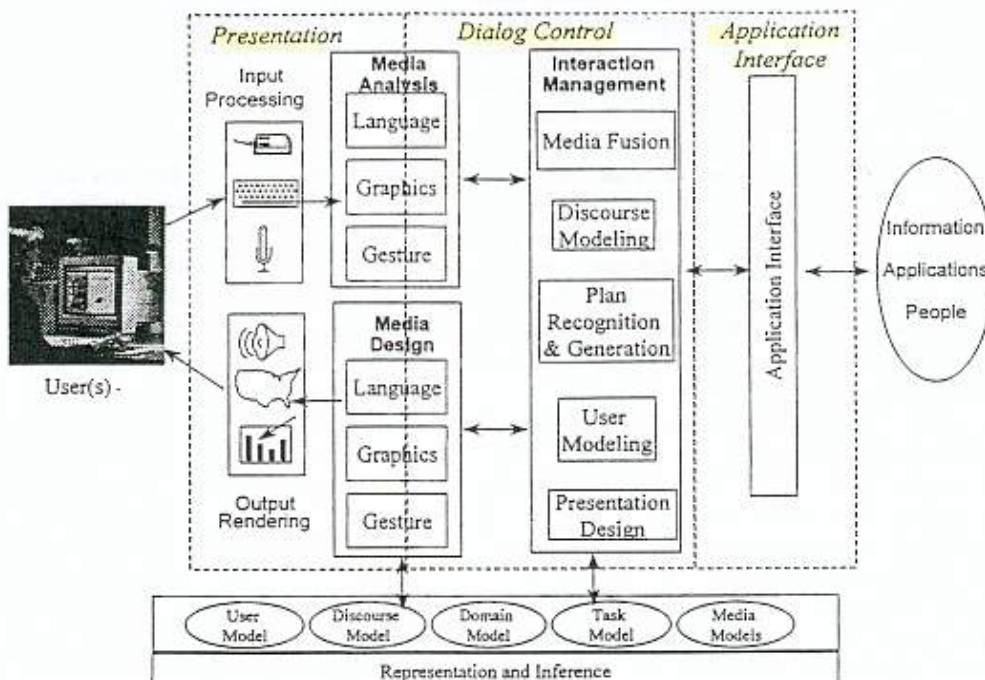 Presentation
Dialog Control
Application
Interface
Input
Processing
Media
Analysis
Language
Graphics
Gesture
Interaction
Management
Media Fusion
Discourse
Modeling
Plan
Recognition
& Generation
User
Modeling
Presentation
Design
Application Interface
Information
Applications
People
User(s) -
Media
Design
Language
Graphics
Gesture
Output
Rendering
User
Model
Discourse
Model
Domain
Model
Task
Model
Media
Models
Representation and Inference